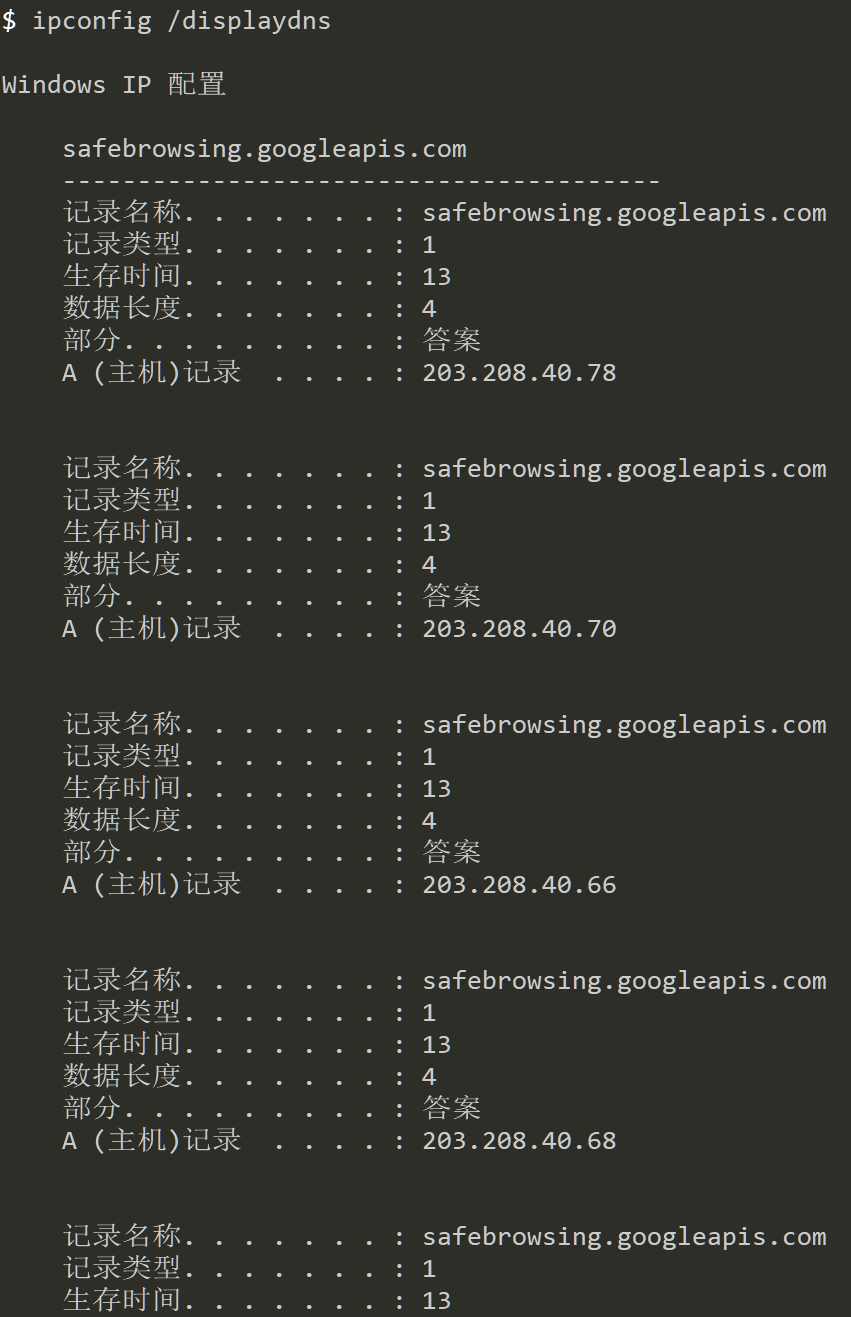 $ ipconfig /displaydns
Windows IP 配置
safebrowsing.googleapis.com
----------------------------------------
记录名称. . . . . . . : safebrowsing.googleapis.com
记录类型. . . . . . . : 1
生存时间. . . . . . . : 13
数据长度. . . . . . . : 4
部分. . . . . . . . . : 答案
A (主机)记录  . . . . : 203.208.40.78
记录名称. . . . . . . : safebrowsing.googleapis.com
记录类型. . . . . . . : 1
生存时间. . . . . . . : 13
数据长度. . . . . . . : 4
部分. . . . . . . . . : 答案
A (主机)记录  . . . . : 203.208.40.70
记录名称. . . . . . . : safebrowsing.googleapis.com
记录类型. . . . . . . : 1
生存时间. . . . . . . : 13
数据长度. . . . . . . : 4
部分. . . . . . . . . : 答案
A (主机)记录  . . . . : 203.208.40.66
记录名称. . . . . . . : safebrowsing.googleapis.com
记录类型. . . . . . . : 1
生存时间. . . . . . . : 13
数据长度. . . . . . . : 4
部分. . . . . . . . . : 答案
A (主机)记录  . . . . : 203.208.40.68
记录名称. . . . . . . : safebrowsing.googleapis.com
记录类型. . . . . . . : 1
生存时间. . . . . . . : 13